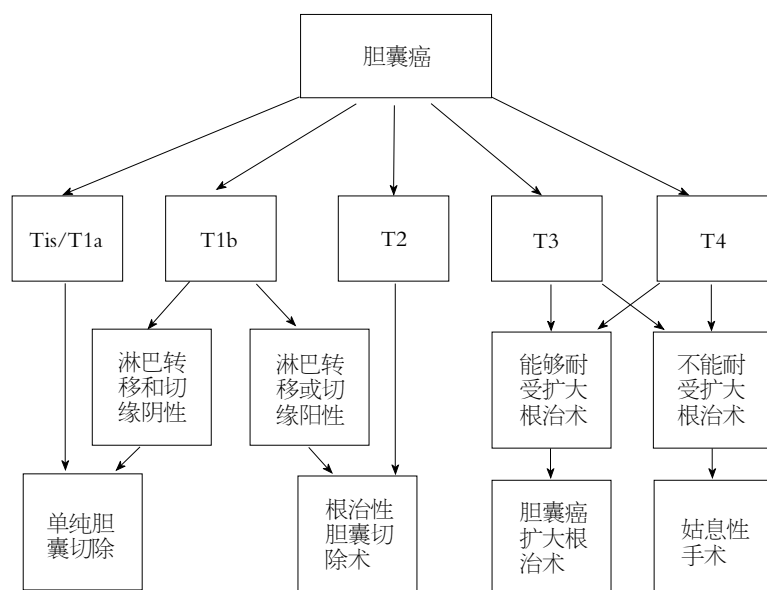 胆囊癌
Tis/T1a
T1b
T2
T3
T4
淋巴转
移和切
缘阴性
淋巴转
移或切
缘阳性
能够耐
受扩大
根治术
不能耐
受扩大
根治术
单纯胆
囊切除
根治性
胆囊切
除术
胆囊癌
扩大根
治术
姑息性
手术